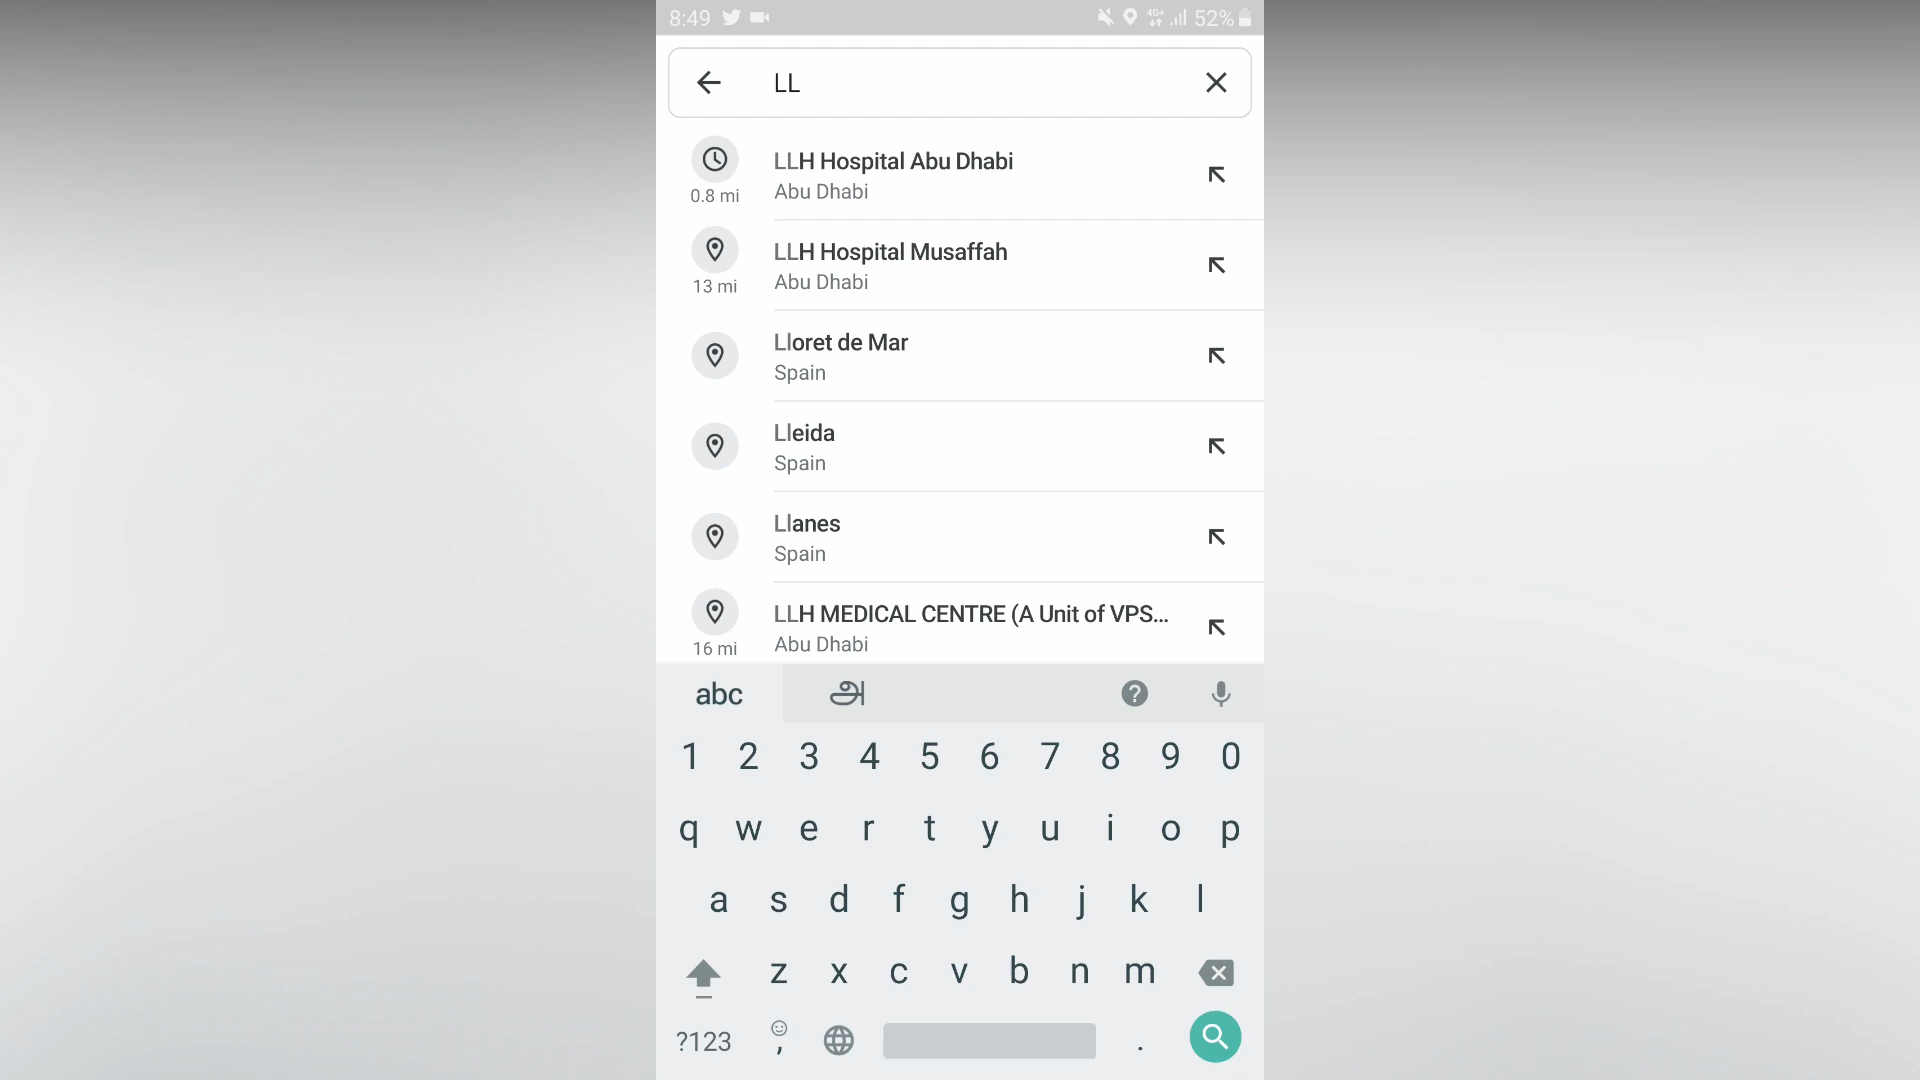 8:49 4G+ 52%
LL
LLH Hospital Abu Dhabi
0.8 mi Abu Dhabi
LLH Hospital Musaffah
13 mi Abu Dhabi
Lloret de Mar
Spain
Lleida
Spain
Llanes
Spain
LLH MEDICAL CENTRE (A Unit of VPS...
16 mi Abu Dhabi
abc அ
1 2 3 4 5 6 7 8 9 0
q w e r t y u i o p
a s d f g h j k l
z x c v b n m
?123 , .